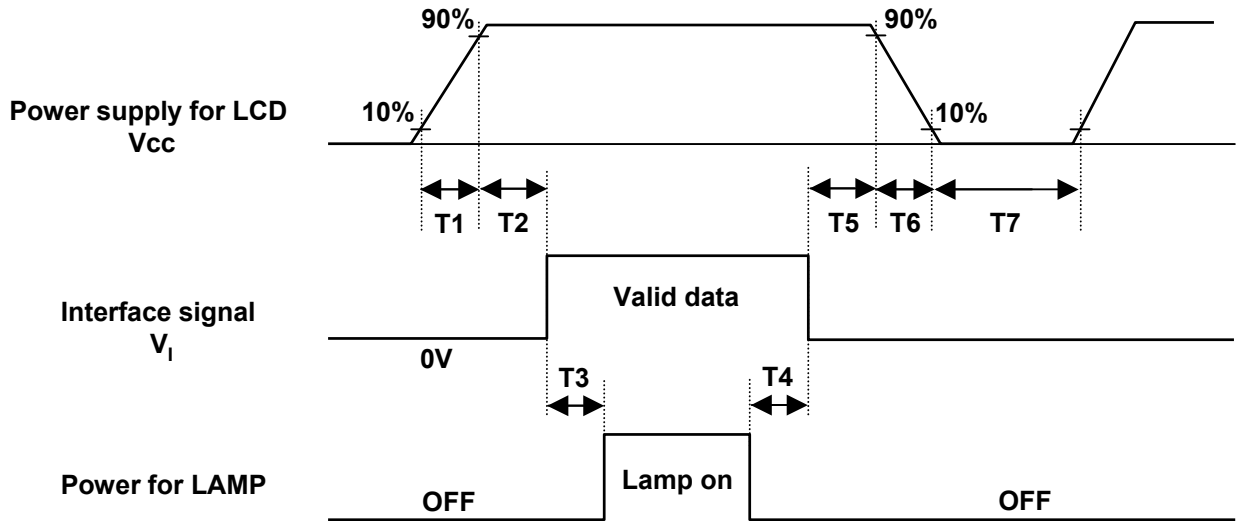 90%
90%
Power supply for LCD
Vcc
10%
10%
T1
T2
T5
T6
T7
Interface signal
VI
Valid data
0V
T3
T4
Power for LAMP
OFF
Lamp on
OFF